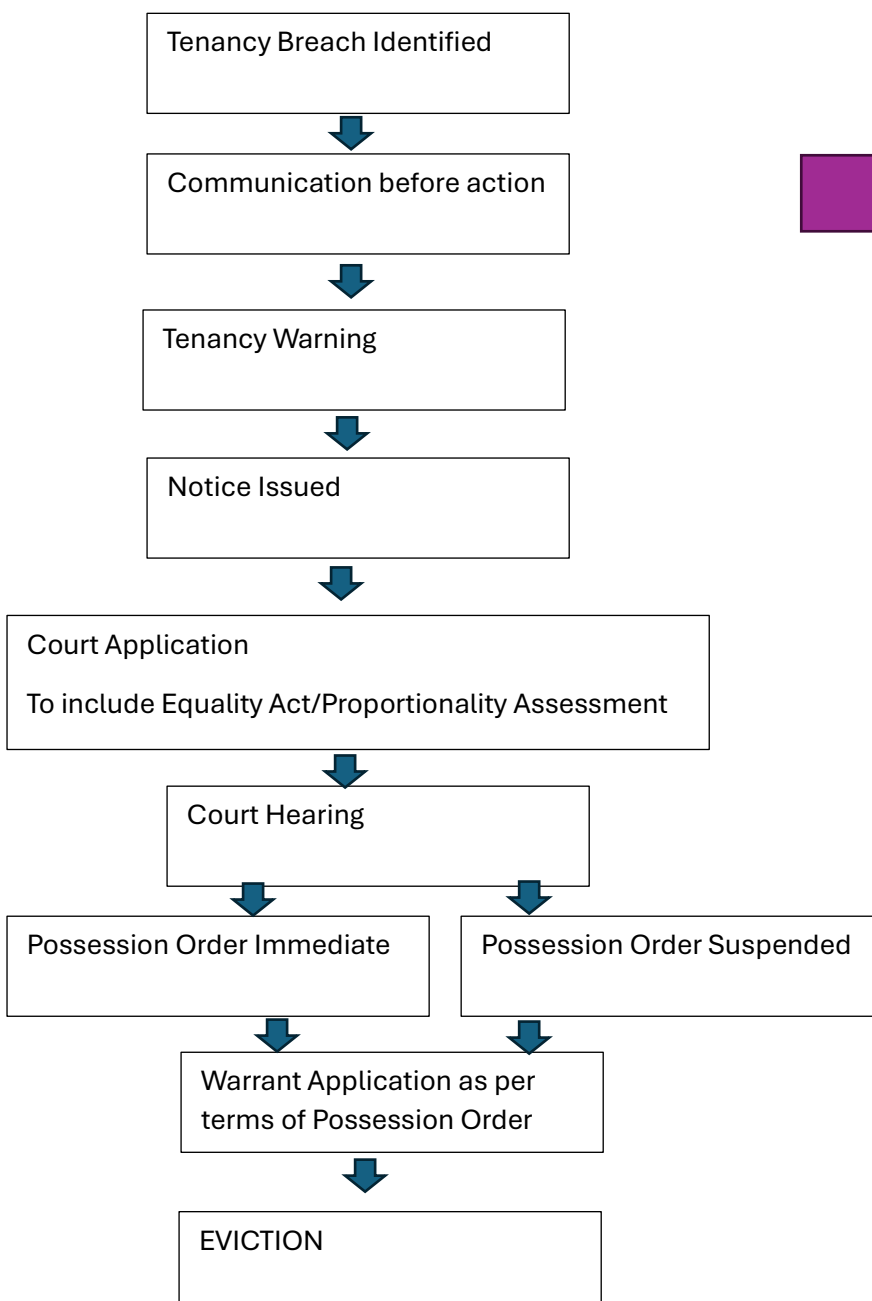 Tenancy Breach Identified
Communication before action
Tenancy Warning
Notice Issued
Court Application
To include Equality Act/Proportionality Assessment
Court Hearing
Possession Order Immediate
Possession Order Suspended
Warrant Application as per
terms of Possession Order
EVICTION